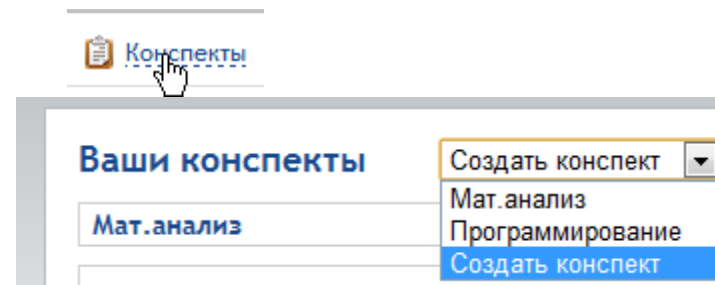 Конспекты
Ваши конспекты
Создать конспект
Мат.анализ
Мат.анализ
Программирование
Создать конспект